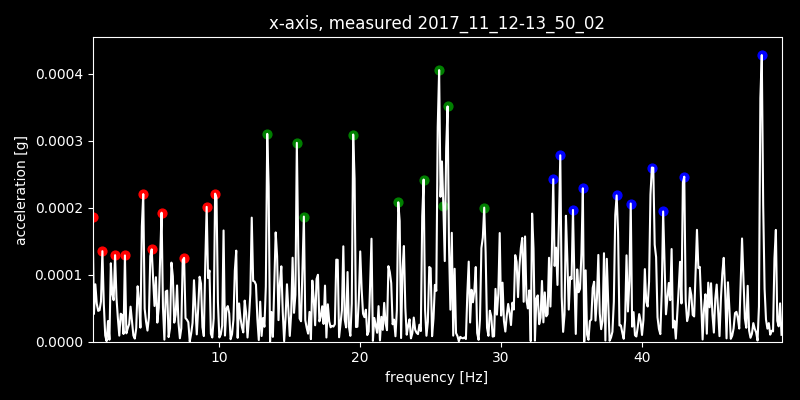 x-axis, measured 2017_11_12-13_50_02
acceleration [g]
0.0004
0.0003
0.0002
0.0001
0.0000
10 20 30 40
frequency [Hz]